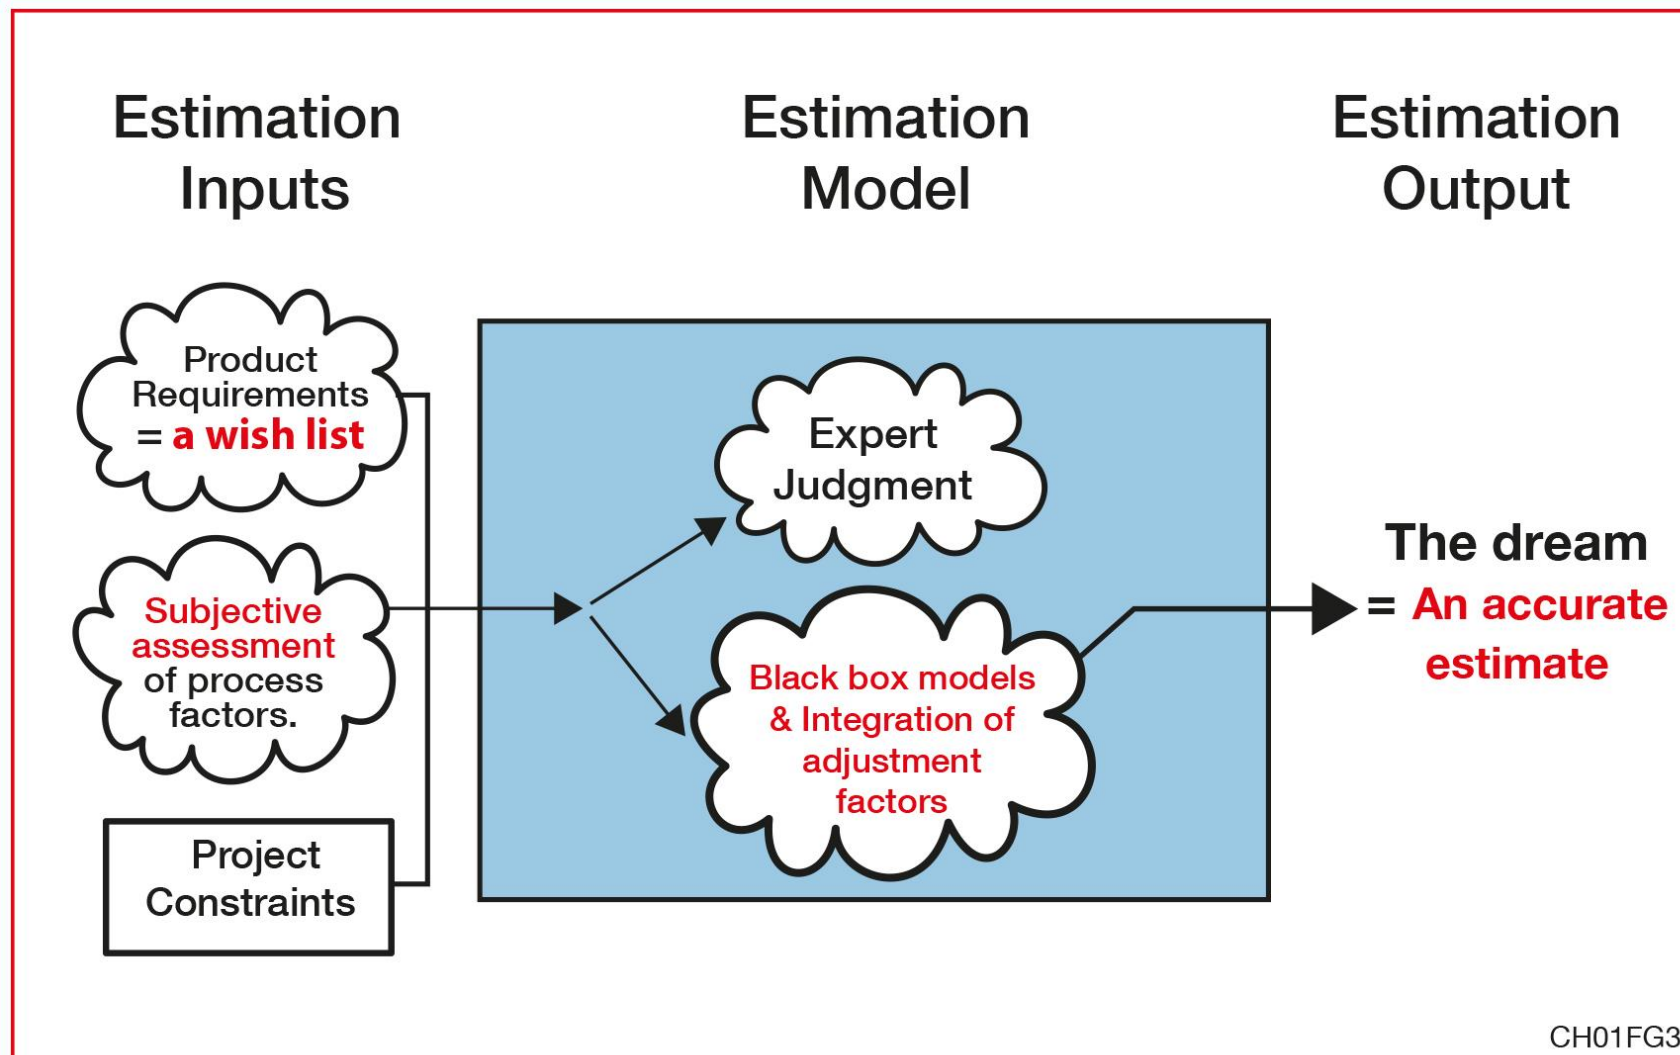 Estimation
Inputs
Estimation
Model
Estimation
Output
Product
Requirements
= a wish list
Subjective
assessment
of process
factors.
Project
Constraints
Expert
Judgment
Black box models
& Integration of
adjustment
factors
The dream
= An accurate
estimate
CH01FG3